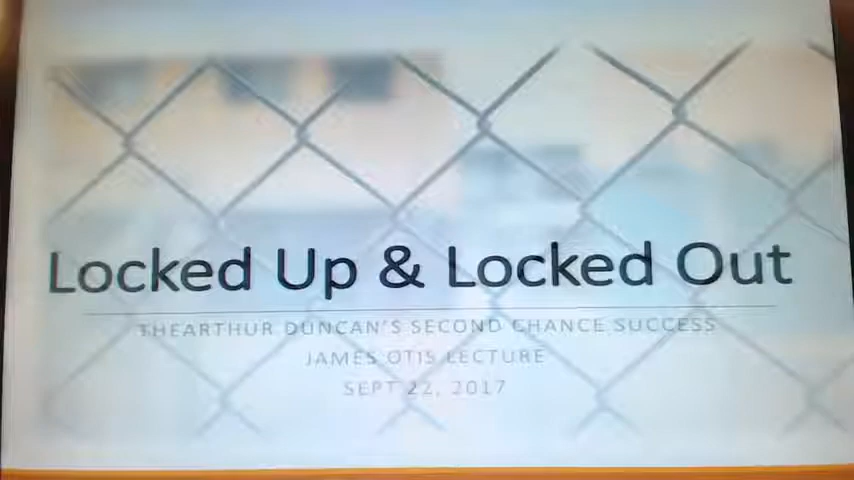 Locked Up & Locked Out
THEARTHUR DUNCAN'S SECOND CHANCE SUCCESS
JAMES OTIS LECTURE
SEPT 22, 2017